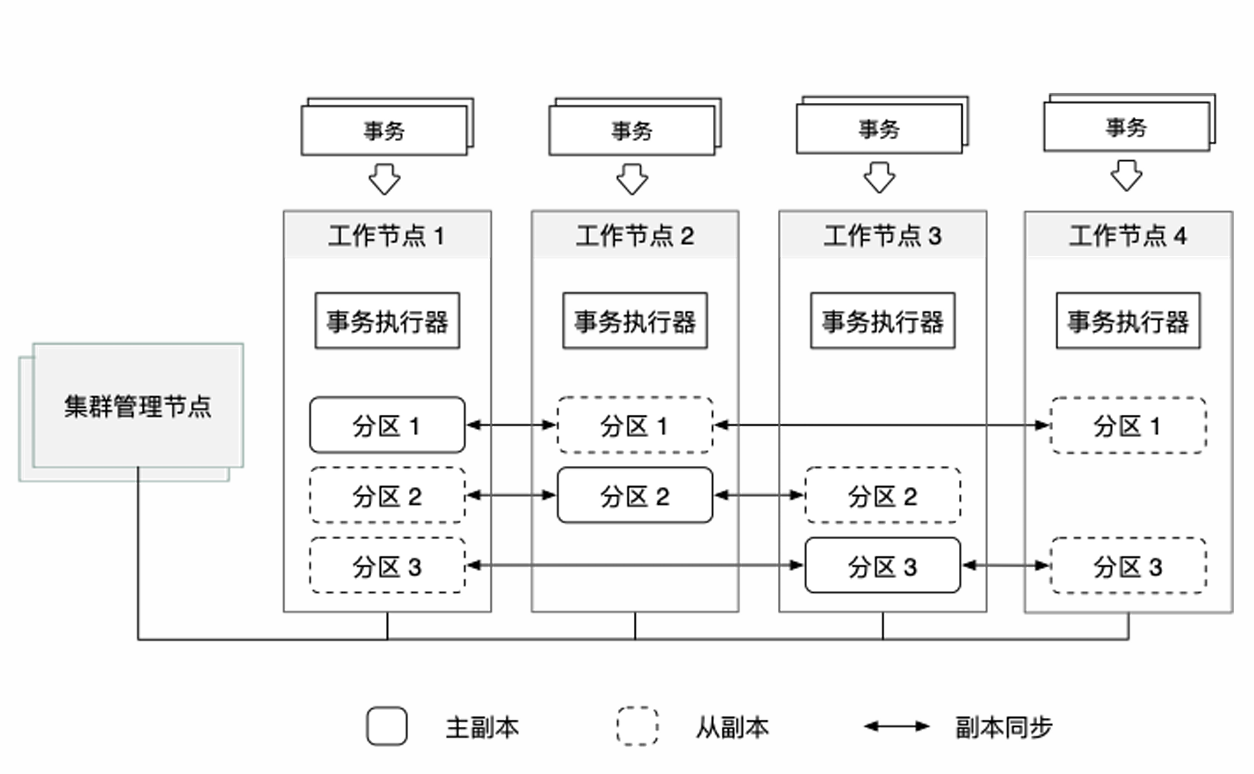 事务
事务
事务
事务
工作节点 1
工作节点 2
工作节点 3
工作节点 4
事务执行器
事务执行器
事务执行器
事务执行器
集群管理节点
分区 1
分区 1
分区 1
分区 2
分区 2
分区 2
分区 3
分区 3
分区 3
主副本
从副本
副本同步